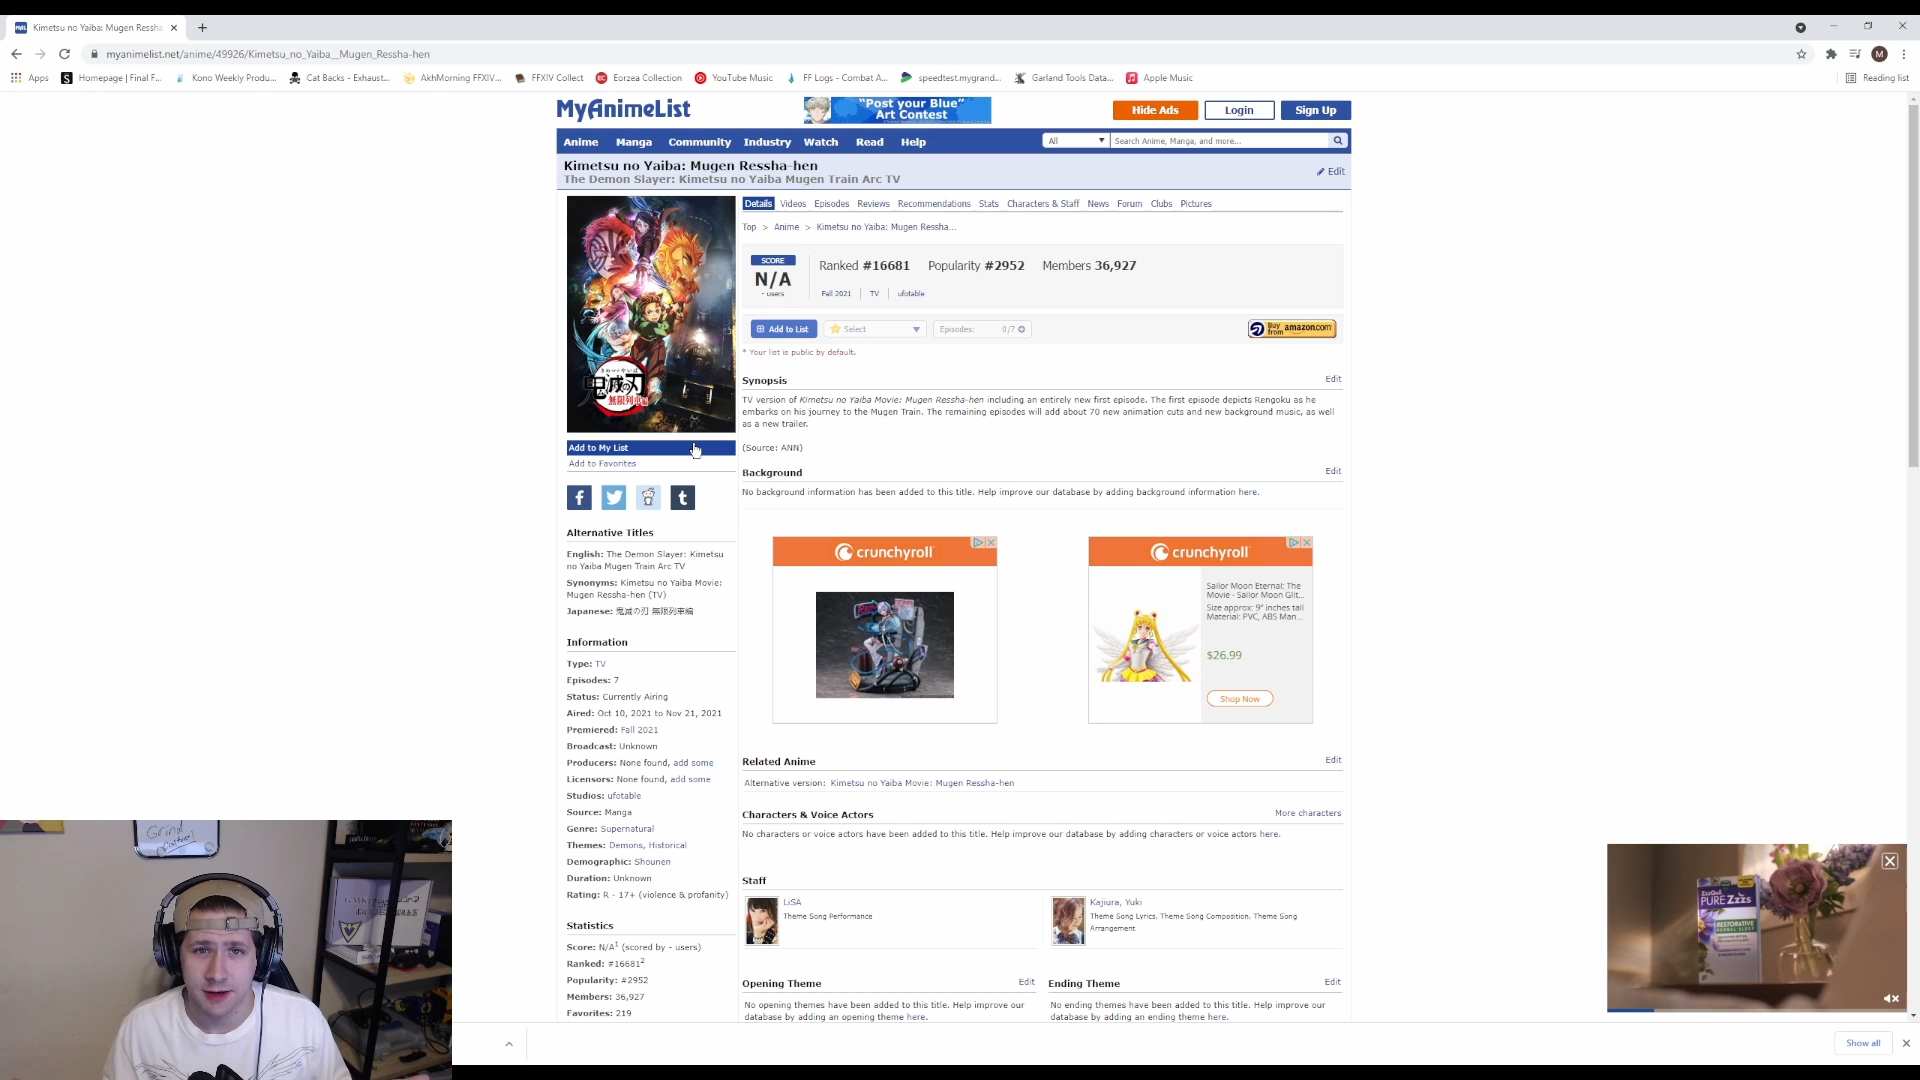 Kimetsu no Yaiba: Mugen Ressha
myanimelist.net/anime/49926/Kimetsu_no_Yaiba__Mugen_Ressha-hen
M
Apps
Homepage | Final F...
Kono Weekly Produ...
Cat Backs - Exhaust...
AkhMorning FFXIV...
FFXIV Collect
Eorzea Collection
YouTube Music
FF Logs - Combat A...
speedtest.mygrand...
Garland Tools Data...
Apple Music
Reading list
MyAnimeList
"Post your Blue"
Art Contest
Hide Ads
Login
Sign Up
Anime Manga Community Industry Watch Read Help
All
Search Anime, Manga, and more...
Kimetsu no Yaiba: Mugen Ressha-hen
The Demon Slayer: Kimetsu no Yaiba Mugen Train Arc TV
Edit
Details Videos Episodes Reviews Recommendations Stats Characters & Staff News Forum Clubs Pictures
Top > Anime > Kimetsu no Yaiba: Mugen Ressha...
SCORE
N/A
- users
Ranked #16681 Popularity #2952 Members 36,927
Fall 2021 | TV | ufotable
Add to List
Select
Episodes: 0/7
Buy from amazon.com
* Your list is public by default.
Synopsis
Edit
TV version of Kimetsu no Yaiba Movie: Mugen Ressha-hen including an entirely new first episode. The first episode depicts Rengoku as he
embarks on his journey to the Mugen Train. The remaining episodes will add about 70 new animation cuts and new background music, as well
as a new trailer.
(Source: ANN)
Background
Edit
No background information has been added to this title. Help improve our database by adding background information here.
鬼滅の刃
無限列車編
Add to My List
Add to Favorites
Alternative Titles
English: The Demon Slayer: Kimetsu
no Yaiba Mugen Train Arc TV
Synonyms: Kimetsu no Yaiba Movie:
Mugen Ressha-hen (TV)
Japanese: 鬼滅の刃 無限列車編
Information
Type: TV
Episodes: 7
Status: Currently Airing
Aired: Oct 10, 2021 to Nov 21, 2021
Premiered: Fall 2021
Broadcast: Unknown
Producers: None found, add some
Licensors: None found, add some
Studios: ufotable
Source: Manga
Genre: Supernatural
Themes: Demons, Historical
Demographic: Shounen
Duration: Unknown
Rating: R - 17+ (violence & profanity)
Statistics
Score: N/A1 (scored by - users)
Ranked: #166812
Popularity: #2952
Members: 36,927
Favorites: 219
crunchyroll
crunchyroll
Sailor Moon Eternal: The
Movie - Sailor Moon Glit...
Size approx: 9" inches tall
Material: PVC, ABS Man...
$26.99
Shop Now
Related Anime
Edit
Alternative version: Kimetsu no Yaiba Movie: Mugen Ressha-hen
Characters & Voice Actors
More characters
No characters or voice actors have been added to this title. Help improve our database by adding characters or voice actors here.
Staff
LiSA
Theme Song Performance
Kajiura, Yuki
Theme Song Lyrics, Theme Song Composition, Theme Song
Arrangement
Opening Theme
Edit
No opening themes have been added to this title. Help improve our
database by adding an opening theme here.
Ending Theme
Edit
No ending themes have been added to this title. Help improve our
database by adding an ending theme here.
ZzzQuil
PURE Zzzs
RESTORATIVE
HERBAL SLEEP
Show all
Grind